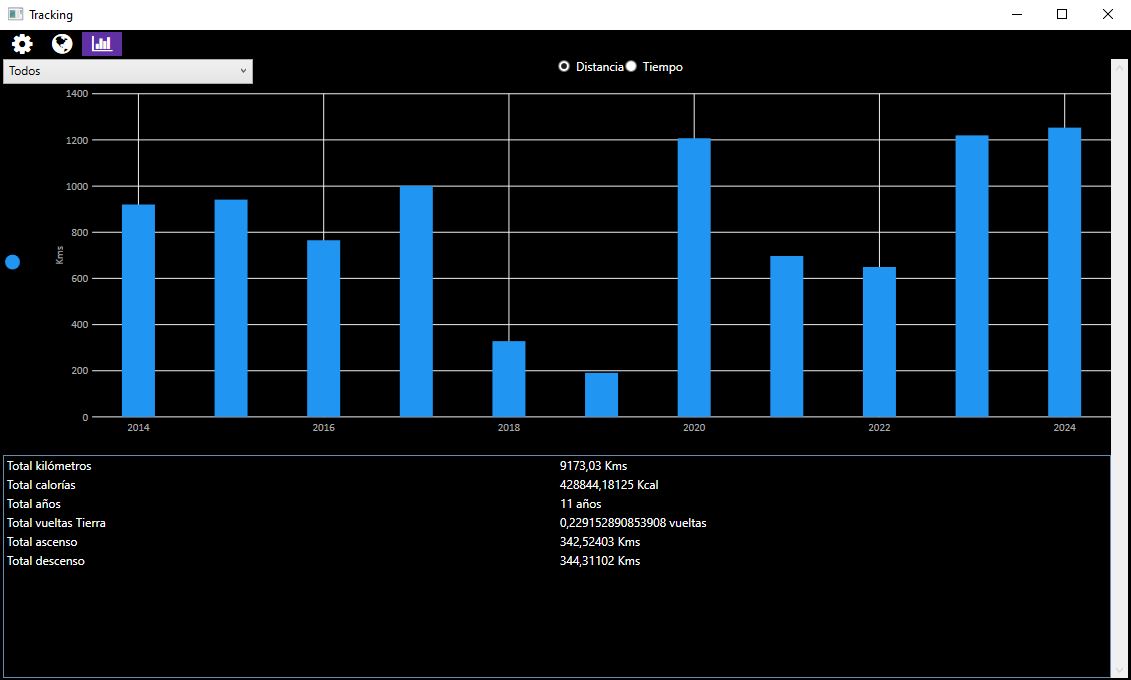 Tracking
Todos
Distancia Tiempo
1400
1200
1000
800
600
400
200
0
Kms
2014 2016 2018 2020 2022 2024
Total kilómetros 9173,03 Kms
Total calorías 428844,18125 Kcal
Total años 11 años
Total vueltas Tierra 0,229152890853908 vueltas
Total ascenso 342,52403 Kms
Total descenso 344,31102 Kms